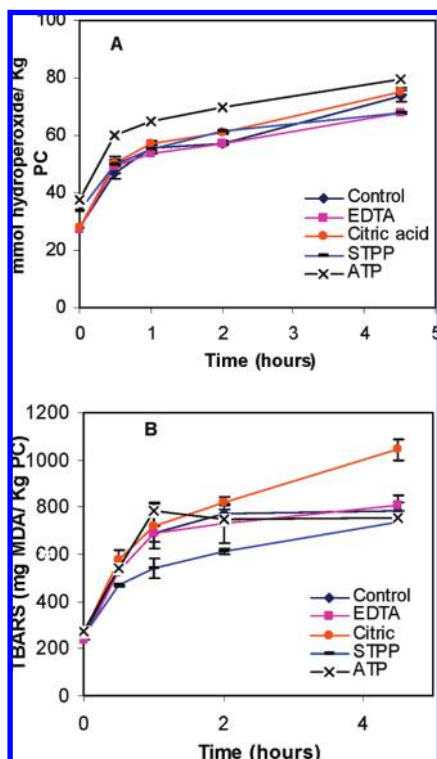 A
mmol hydroperoxide/ Kg
PC
100
80
60
40
20
0
Control
EDTA
Citric acid
STPP
ATP
0
1
2
3
4
5
Time (hours)
B
TBARS (mg MDA/ Kg PC)
1200
1000
800
600
400
200
0
Control
EDTA
Citric
STPP
ATP
0
2
4
Time (hours)